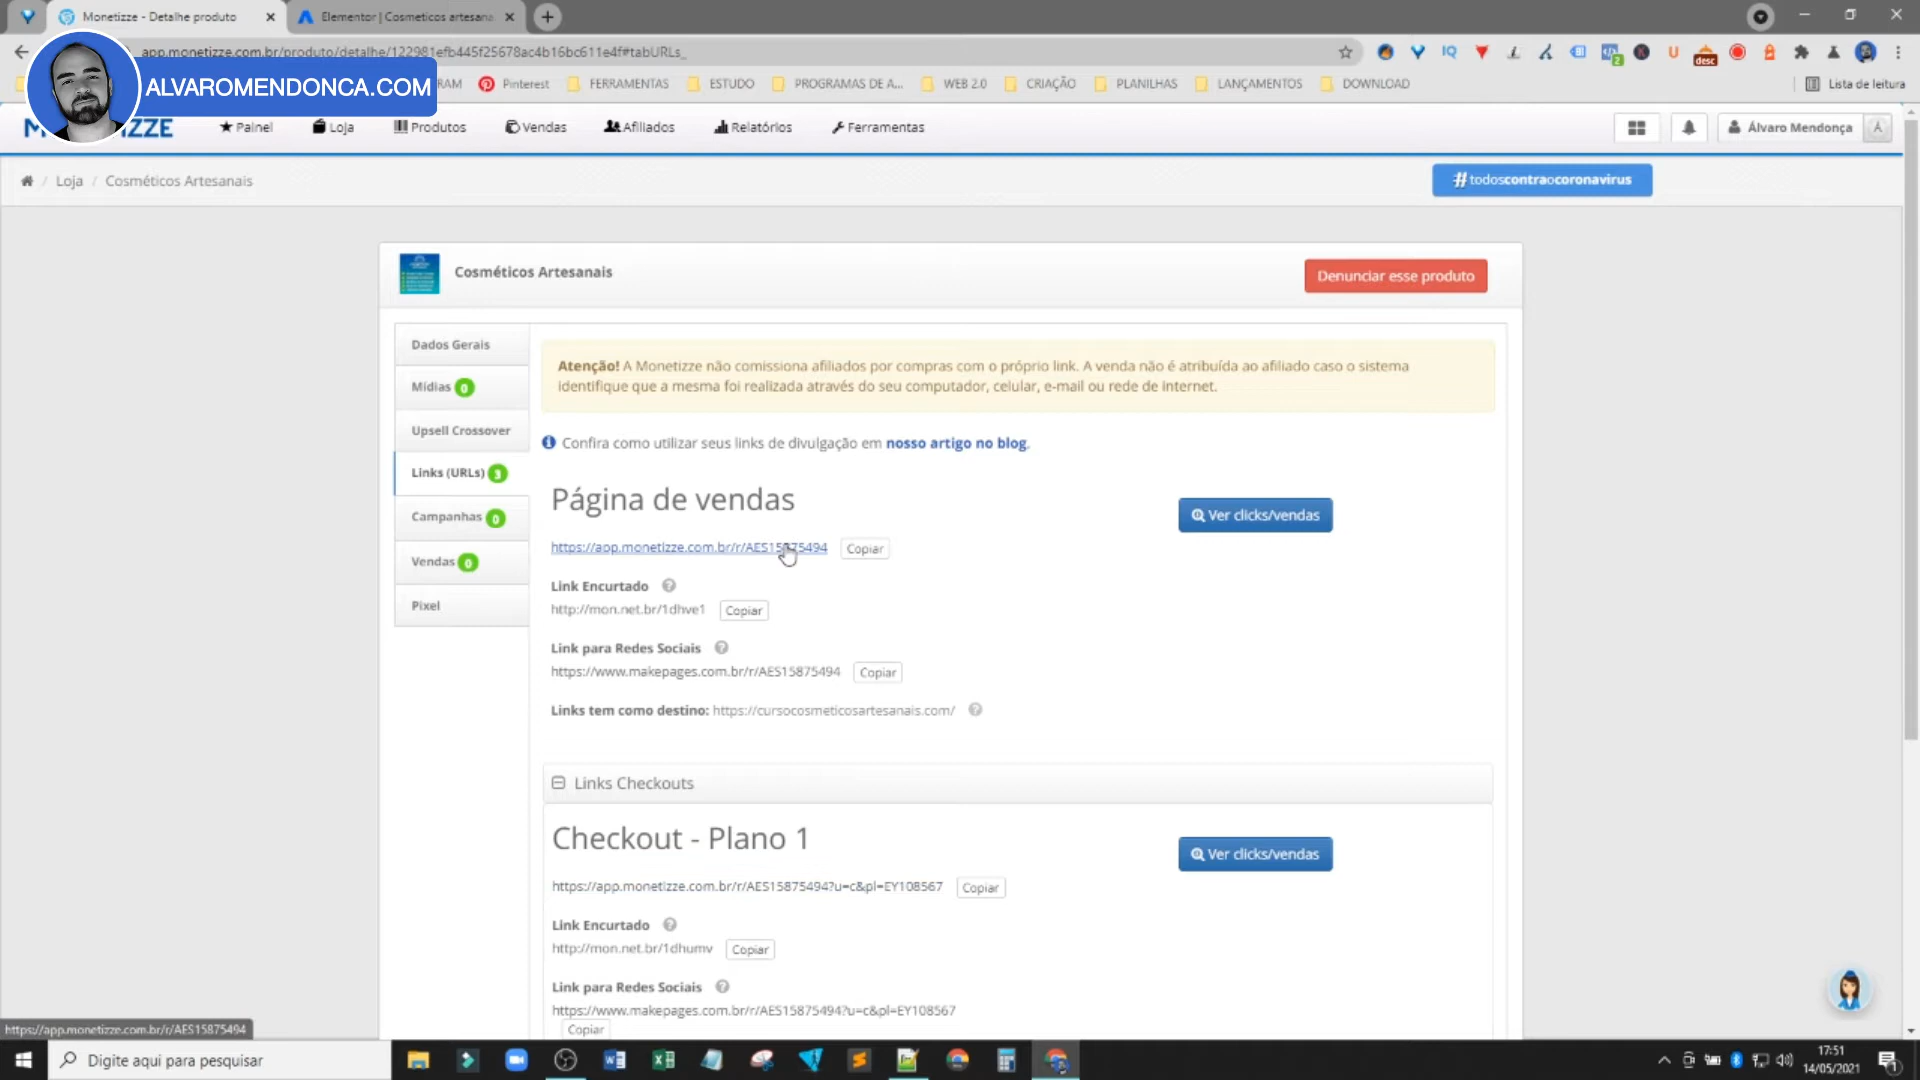 Monetizze - Detalhe produto
Elementor | Cosmeticos artesana
app.monetizze.com.br/produto/detalhe/122981efb445f25678ac4b16bc611e4f#tabURLs_
ALVAROMENDONCA.COM
RAM
Pinterest
FERRAMENTAS
ESTUDO
PROGRAMAS DE A...
WEB 2.0
CRIAÇÃO
PLANILHAS
LANÇAMENTOS
DOWNLOAD
Lista de leitura
IQ
desc
M IZZE
Painel
Loja
Produtos
Vendas
Afiliados
Relatórios
Ferramentas
Álvaro Mendonça
A
/ Loja / Cosméticos Artesanais
#todoscontraocoronavirus
Cosméticos Artesanais
Denunciar esse produto
Dados Gerais
Mídias 0
Upsell Crossover
Links (URLs) 3
Campanhas 0
Vendas 0
Pixel
Atenção! A Monetizze não comissiona afiliados por compras com o próprio link. A venda não é atribuída ao afiliado caso o sistema
identifique que a mesma foi realizada através do seu computador, celular, e-mail ou rede de internet.
Confira como utilizar seus links de divulgação em nosso artigo no blog.
Página de vendas
Ver clicks/vendas
https://app.monetizze.com.br/r/AES15875494 Copiar
Link Encurtado
http://mon.net.br/1dhve1 Copiar
Link para Redes Sociais
https://www.makepages.com.br/r/AES15875494 Copiar
Links tem como destino: https://cursocosmeticosartesanais.com/
Links Checkouts
Checkout - Plano 1
Ver clicks/vendas
https://app.monetizze.com.br/r/AES15875494?u=c&pl=EY108567 Copiar
Link Encurtado
http://mon.net.br/1dhumv Copiar
Link para Redes Sociais
https://www.makepages.com.br/r/AES15875494?u=c&pl=EY108567
Copiar
https://app.monetizze.com.br/r/AES15875494
Digite aqui para pesquisar
17:51
14/05/2021